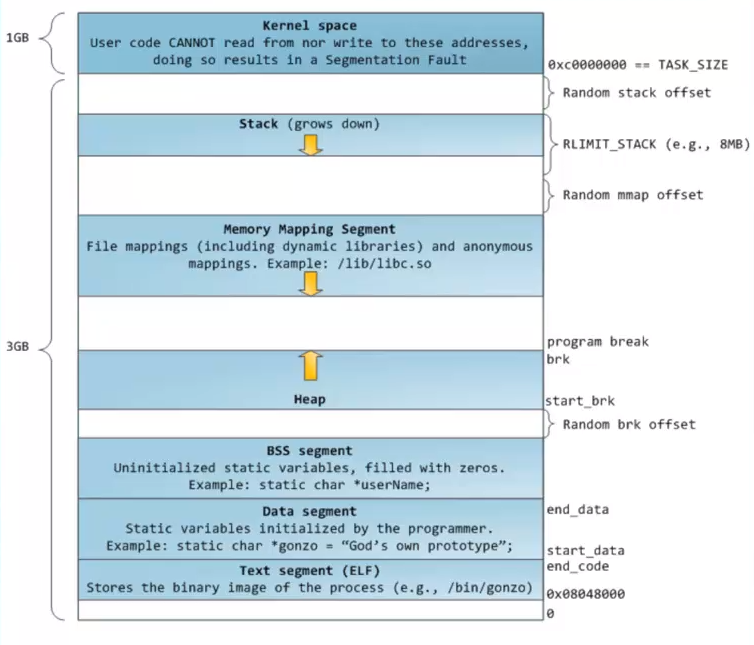 Kernel space
1GB
User code CANNOT read from nor write to these addresses,
doing so results in a Segmentation Fault
0xc0000000 == TASK_SIZE
Random stack offset
Stack (grows down)
RLIMIT_STACK (e.g., 8MB)
Random mmap offset
Memory Mapping Segment
File mappings (including dynamic libraries) and anonymous
mappings. Example: /lib/libc.so
3GB
program break
brk
Heap
start_brk
Random brk offset
BSS segment
Uninitialized static variables, filled with zeros.
Example: static char *userName;
Data segment
end_data
Static variables initialized by the programmer.
Example: static char *gonzo = “God’s own prototype”;
start_data
Text segment (ELF)
end_code
Stores the binary image of the process (e.g., /bin/gonzo)
0x08048000
0